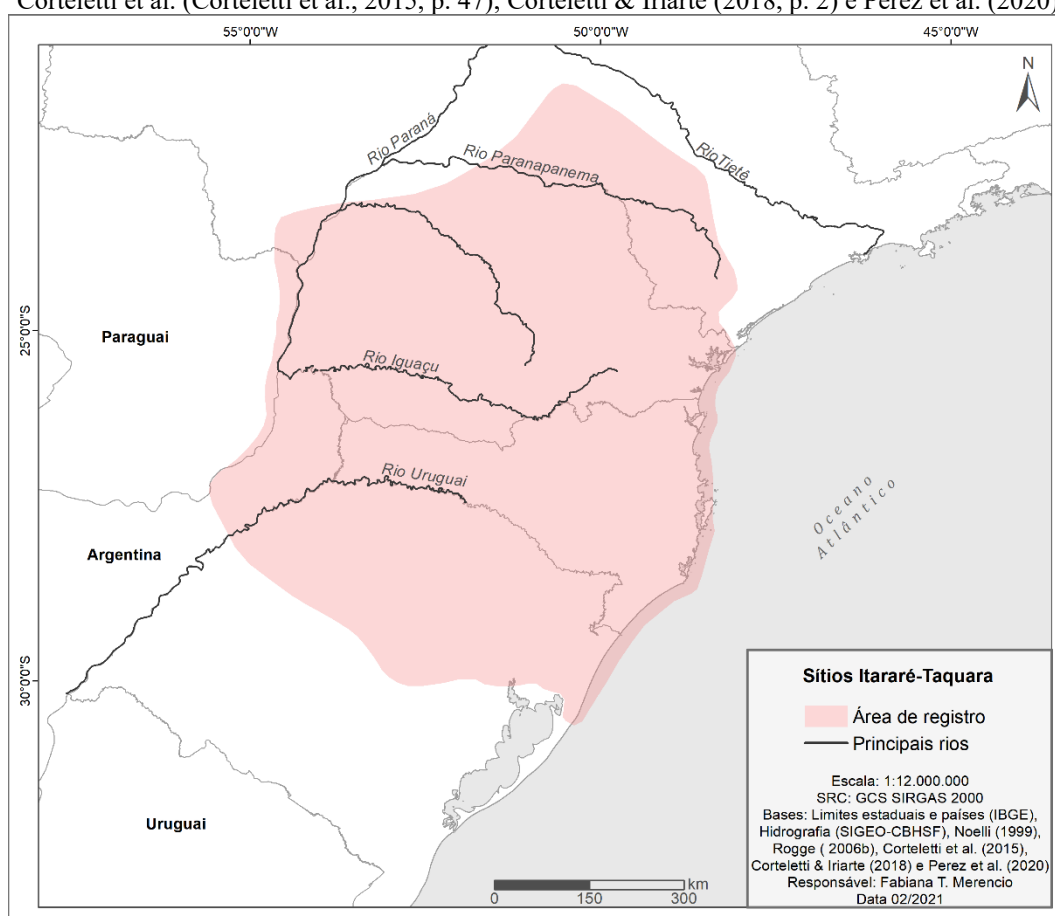 Corteletti et al. (Corteletti et al., 2015, p. 47), Corteletti & Iriarte (2018, p. 2) e Perez et al. (2020)
55°0'0"W
50°0'0"W
45°0'0"W
N
Rio Paraná
Rio Paranapanema
RioTietê
25°0'0"S
Paraguai
Rio Iguaçu
Rio Uruguai
Oceano
Atlântico
Argentina
30°0'0"S
Uruguai
Sítios Itararé-Taquara
Área de registro
Principais rios
Escala: 1:12.000.000
SRC: GCS SIRGAS 2000
Bases: Limites estaduais e países (IBGE),
Hidrografia (SIGEO-CBHSF), Noelli (1999),
Rogge ( 2006b), Corteletti et al. (2015),
Corteletti & Iriarte (2018) e Perez et al. (2020)
Responsável: Fabiana T. Merencio
Data 02/2021
km
0 150 300